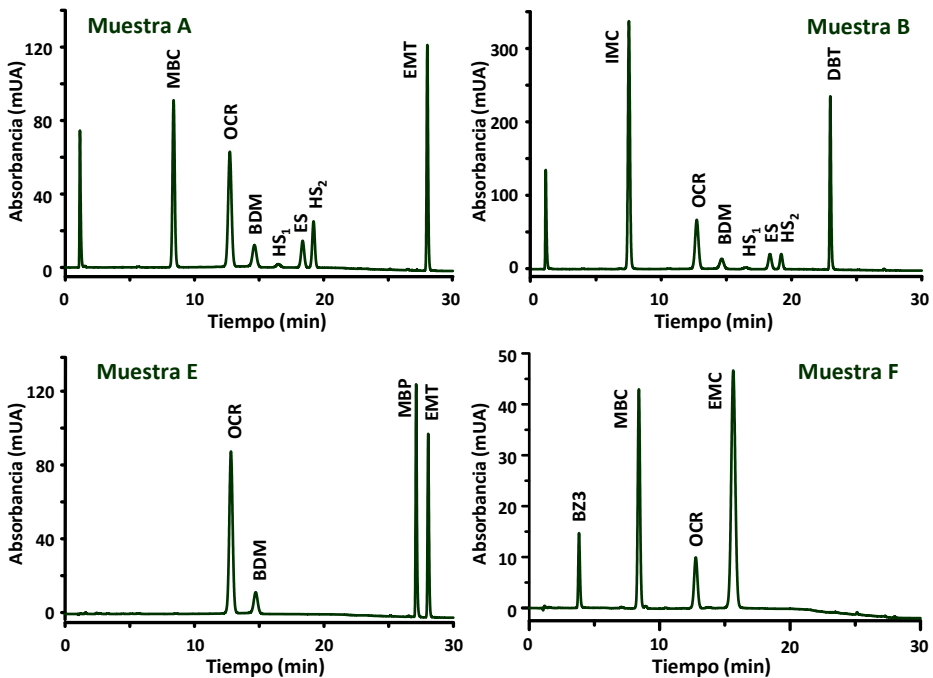 Muestra A
Absorbancia (mUA)
120
80
40
0
MBC
OCR
BDM
HS₁
ES
HS₂
EMT
0 10 20 30
Tiempo (min)
Muestra B
Absorbancia (mUA)
300
200
100
0
IMC
OCR
BDM
HS₁
ES
HS₂
DBT
0 10 20 30
Tiempo (min)
Muestra E
Absorbancia (mUA)
120
80
40
0
OCR
BDM
MBP
EMT
0 10 20 30
Tiempo (min)
Muestra F
Absorbancia (mUA)
50
40
30
20
10
0
BZ3
MBC
OCR
EMC
0 10 20 30
Tiempo (min)